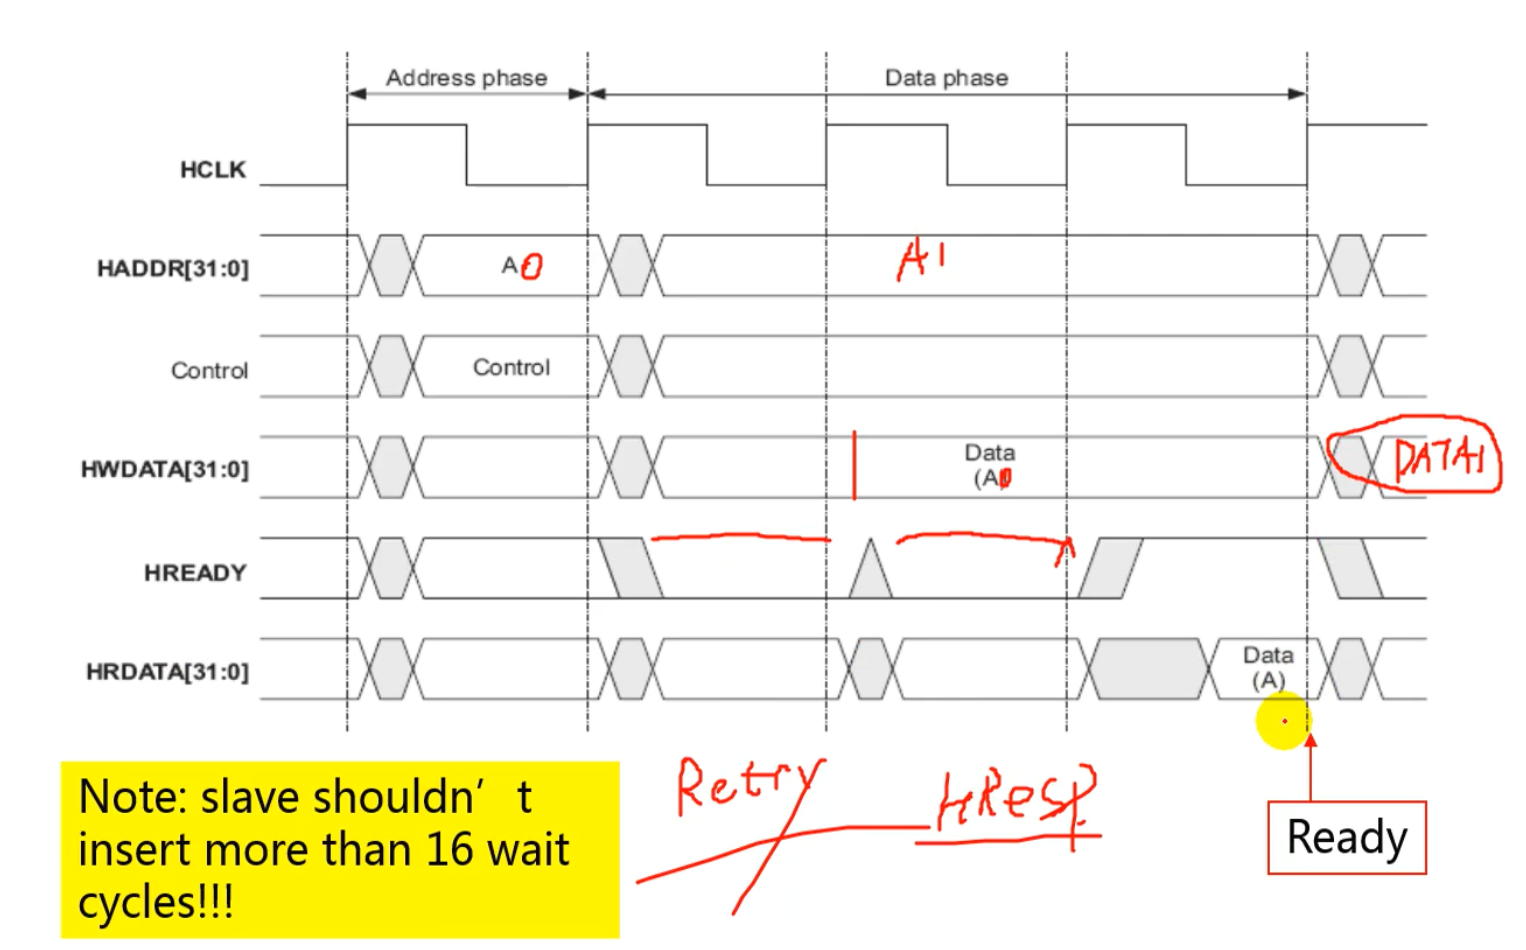 Address phase
Data phase
HCLK
HADDR[31:0]
A0
A1
Control
Control
HWDATA[31:0]
Data
(A0
DATA1
HREADY
HRDATA[31:0]
Data
(A)
Retry
HResp
Note: slave shouldn’t
insert more than 16 wait
cycles!!!
Ready